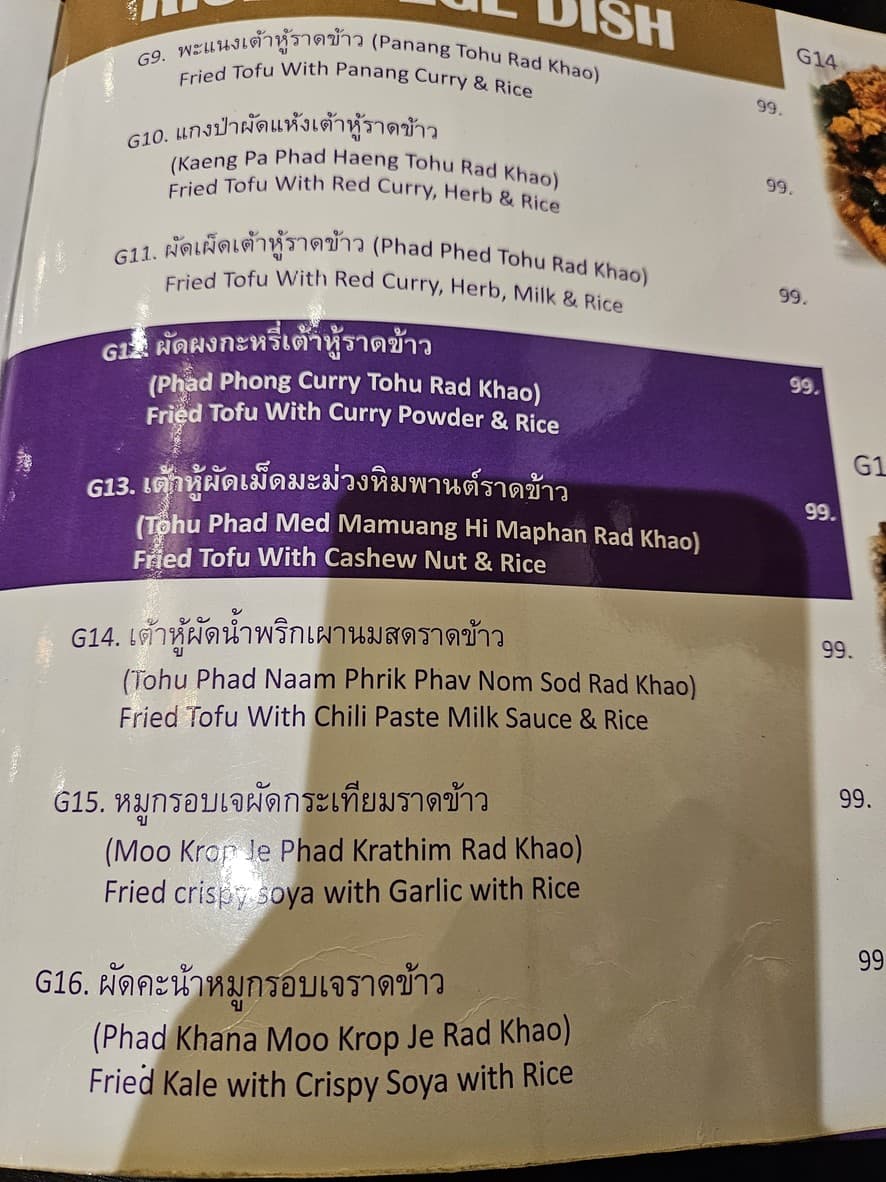 DISH
G9. พะแนงเต้าหู้ราดข้าว (Panang Tohu Rad Khao)
Fried Tofu With Panang Curry & Rice
99.
G10. แกงป่าผัดแห้งเต้าหู้ราดข้าว
(Kaeng Pa Phad Haeng Tohu Rad Khao)
Fried Tofu With Red Curry, Herb & Rice
99.
G11. ผัดเผ็ดเต้าหู้ราดข้าว (Phad Phed Tohu Rad Khao)
Fried Tofu With Red Curry, Herb, Milk & Rice
99.
G12. ผัดผงกะหรี่เต้าหู้ราดข้าว
(Phad Phong Curry Tohu Rad Khao)
99.
Fried Tofu With Curry Powder & Rice
G13. เต้าหู้ผัดเม็ดมะม่วงหิมพานต์ราดข้าว
99.
(Tohu Phad Med Mamuang Hi Maphan Rad Khao)
Fried Tofu With Cashew Nut & Rice
G14. เต้าหู้ผัดน้ำพริกเผานมสดราดข้าว
99.
(Tohu Phad Naam Phrik Phav Nom Sod Rad Khao)
Fried Tofu With Chili Paste Milk Sauce & Rice
G15. หมูกรอบเจผัดกระเทียมราดข้าว
99.
(Moo Krop Je Phad Krathim Rad Khao)
Fried crispy soya with Garlic with Rice
G16. ผัดคะน้าหมูกรอบเจราดข้าว
99
(Phad Khana Moo Krop Je Rad Khao)
Fried Kale with Crispy Soya with Rice
G14